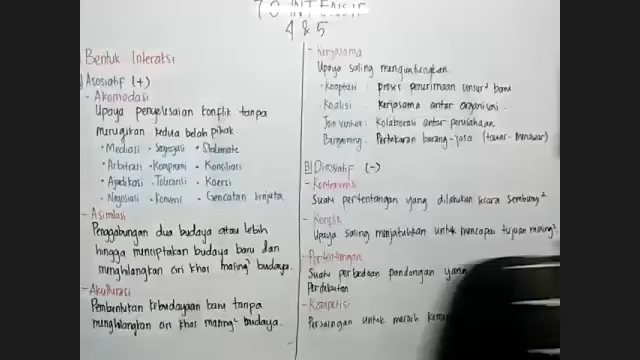 TO INTENSIF
4 & 5
Bentuk Interaksi
Asosiatif (+)
- Akomodasi
Upaya penyelesaian konflik tanpa
merugikan kedua belah pihak.
• Mediasi • Segregasi • Stalemate
• Arbitrasi • Kompromi • Konsiliasi
• Ajudikasi • Toleransi • Koersi
• Negosiasi • Konversi • Gencatan senjata
- Asimilasi
Penggabungan dua budaya atau lebih
hingga menciptakan budaya baru dan
menghilangkan ciri khas masing² budaya.
- Akulturasi
Pembentukan kebudayaan baru tanpa
menghilangkan ciri khas masing² budaya.
- Kerjasama
Upaya saling menguntungkan
• Kooptasi : proses penerimaan unsur² baru
• Koalisi : Kerjasama antar organisasi.
Join venture : Kolaborasi antar perusahaan
Bargaining : Pertukaran barang-jasa (tawar-menawar)
B) Disosiatif (-)
- Kontravensi
Suatu pertentangan yang dilakukan secara sembunyi²
- Konflik
Upaya saling menjatuhkan untuk mencapai tujuan masing²
- Pertentangan
Suatu perbedaan pandangan yang
Perdebatan
- Kompetisi
Persaingan untuk meraih